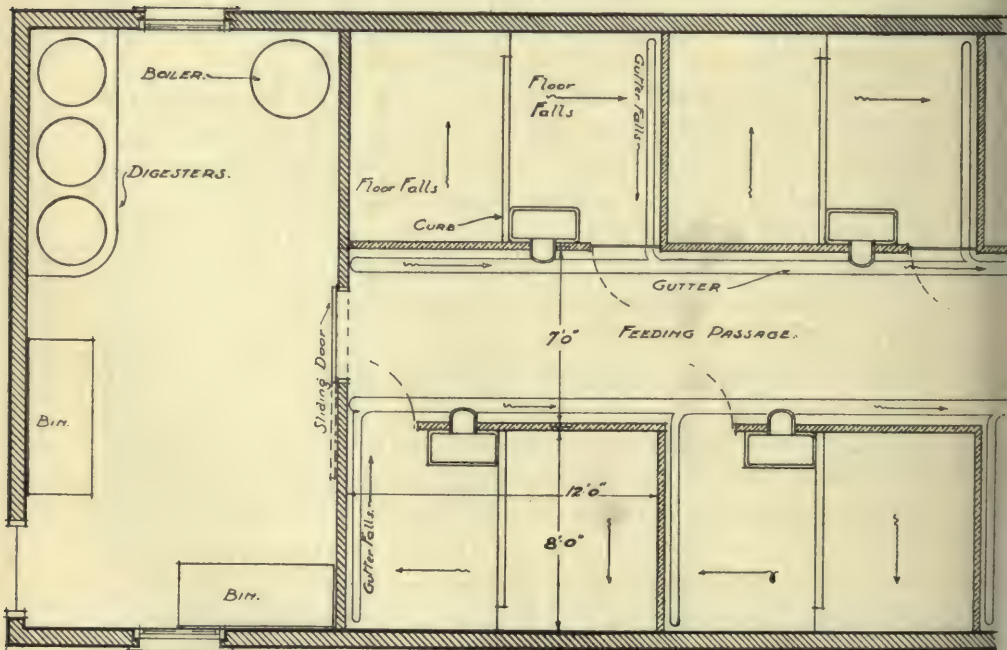 BOILER.
DIGESTERS.
Floor
Falls
Gutter Falls
Floor Falls
CURB
GUTTER
7'0"
FEEDING PASSAGE.
Sliding Door
BIN.
12'0"
8'0"
Gutter Falls.
BIN.